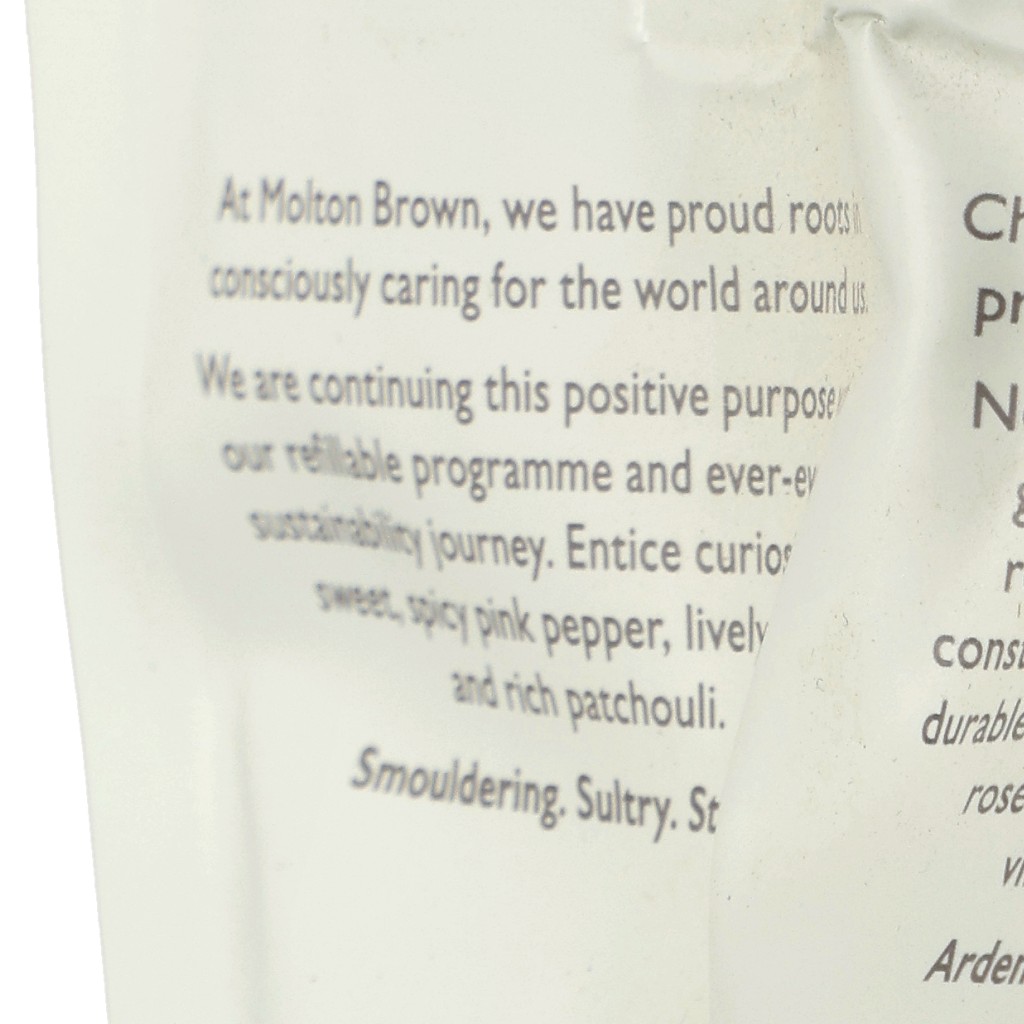 At Molton Brown, we have proud roots
consciously caring for the world around us.
We are continuing this positive purpose
our refillable programme and ever-ev
sustainability journey. Entice curios
sweet, spicy pink pepper, lively
and rich patchouli.
Smouldering. Sultry. St
Ch
pr
N
g
r
const
durable
rose
vi
Arden